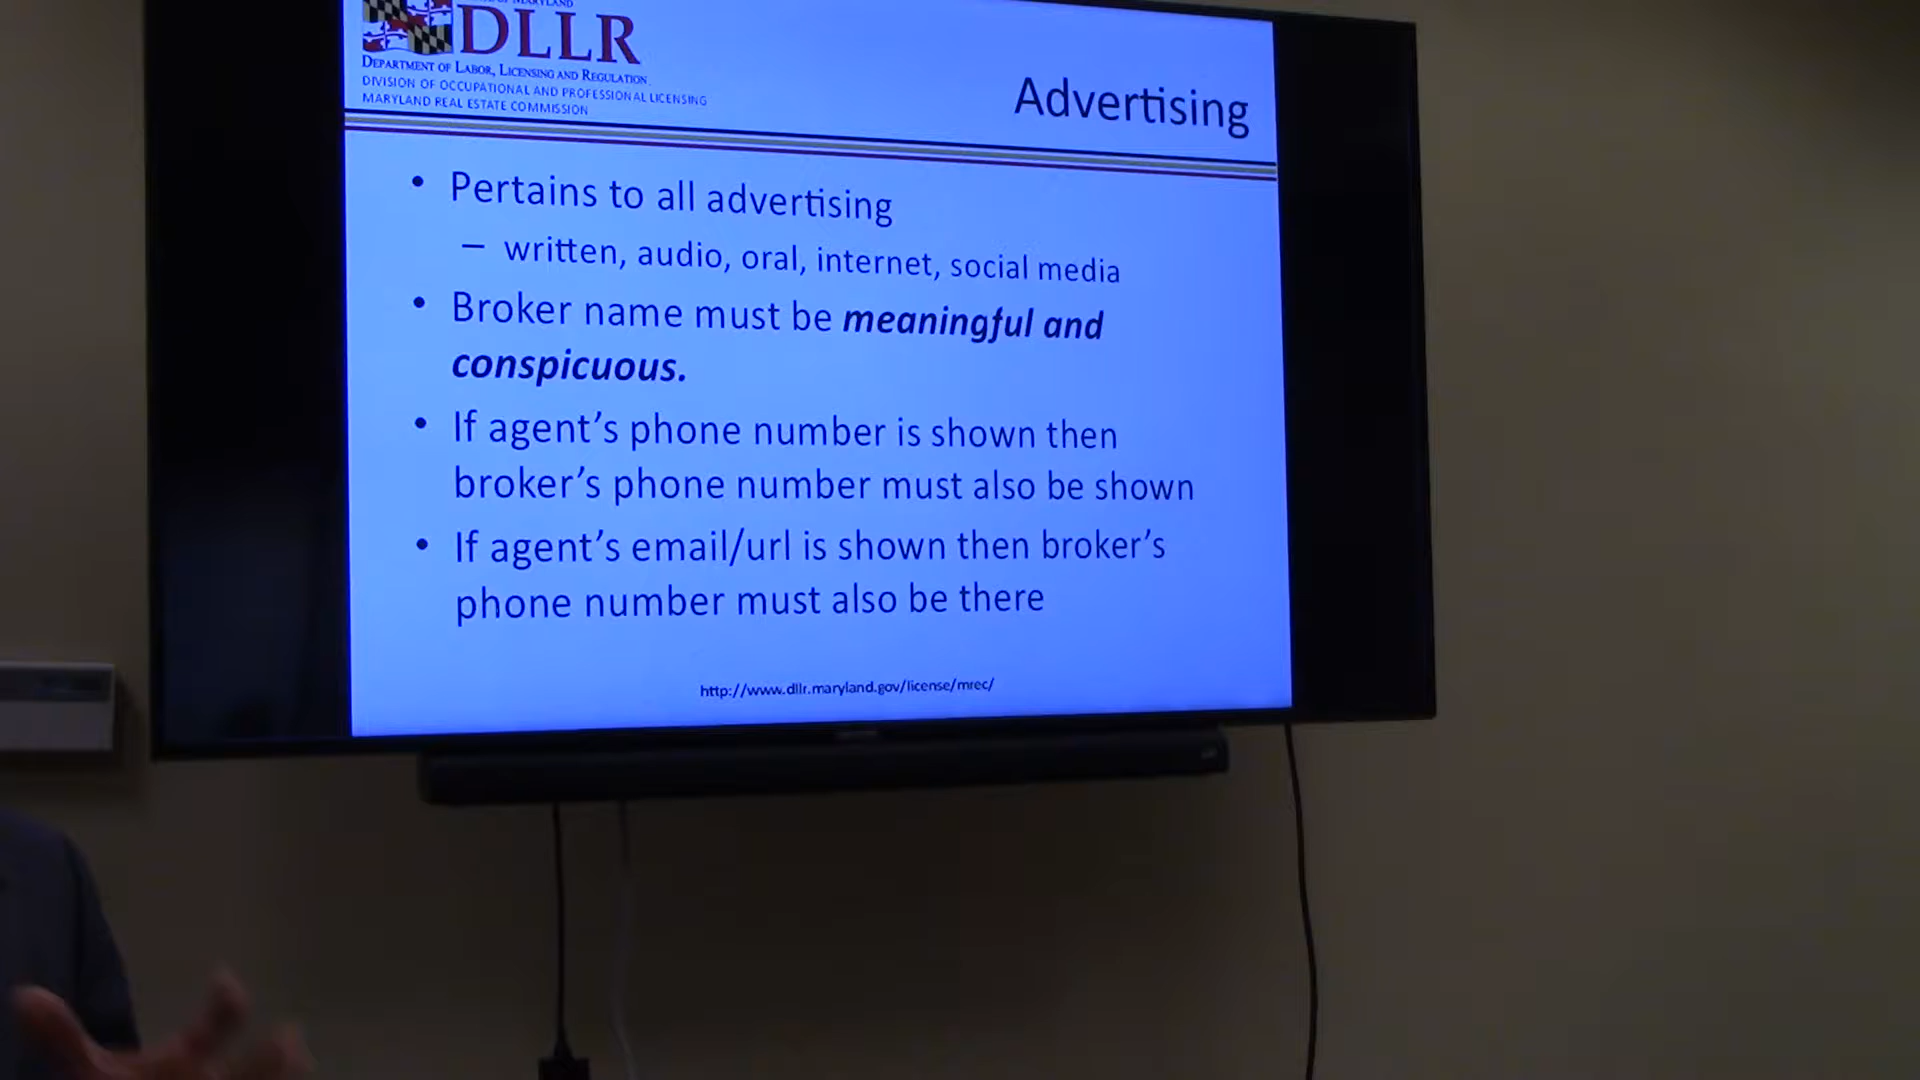 DLLR
DEPARTMENT OF LABOR, LICENSING AND REGULATION
DIVISION OF OCCUPATIONAL AND PROFESSIONAL LICENSING
MARYLAND REAL ESTATE COMMISSION
Advertising
• Pertains to all advertising
– written, audio, oral, internet, social media
• Broker name must be meaningful and
conspicuous.
• If agent’s phone number is shown then
broker’s phone number must also be shown
• If agent’s email/url is shown then broker’s
phone number must also be there
http://www.dllr.maryland.gov/license/mrec/